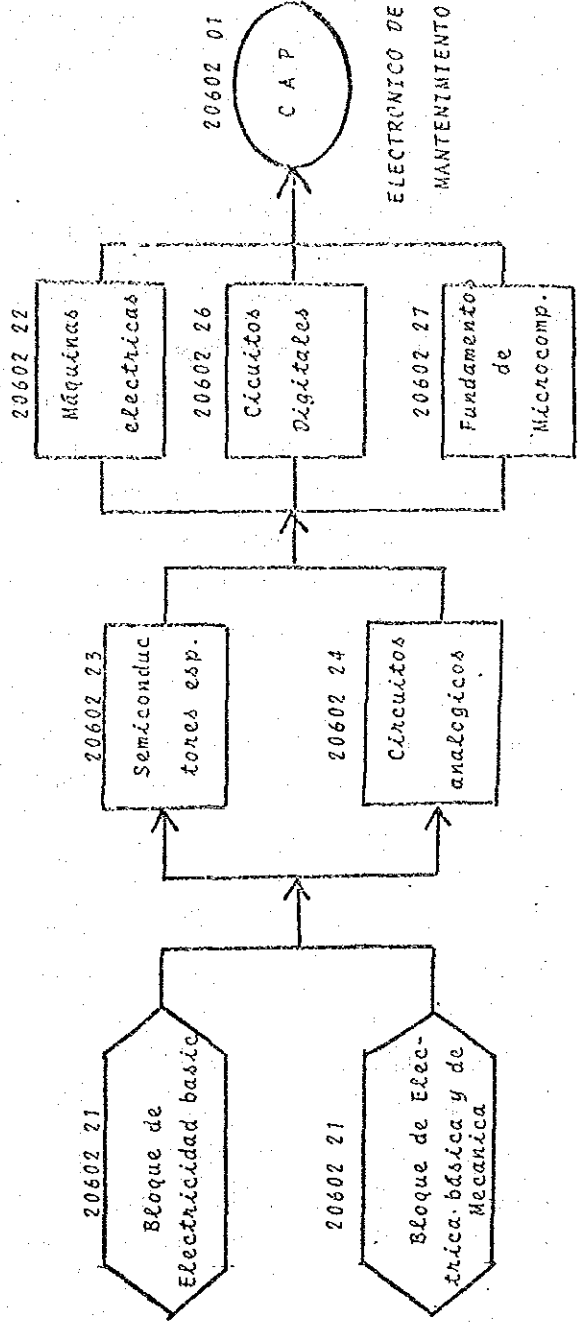 20602 21
Bloque de
Electricidad basic
20602 21
Bloque de Elec-
trica básica y de
Mecanica
20602 23
Semiconduc
tores esp.
20602 24
Circuitos
analogicos
20602 22
Máquinas
electricas
20602 26
Cicuitos
Digitales
20602 27
Fundamentos
de
Microcomp.
20602 01
C A P
ELECTRONICO DE
MANTENIMIENTO